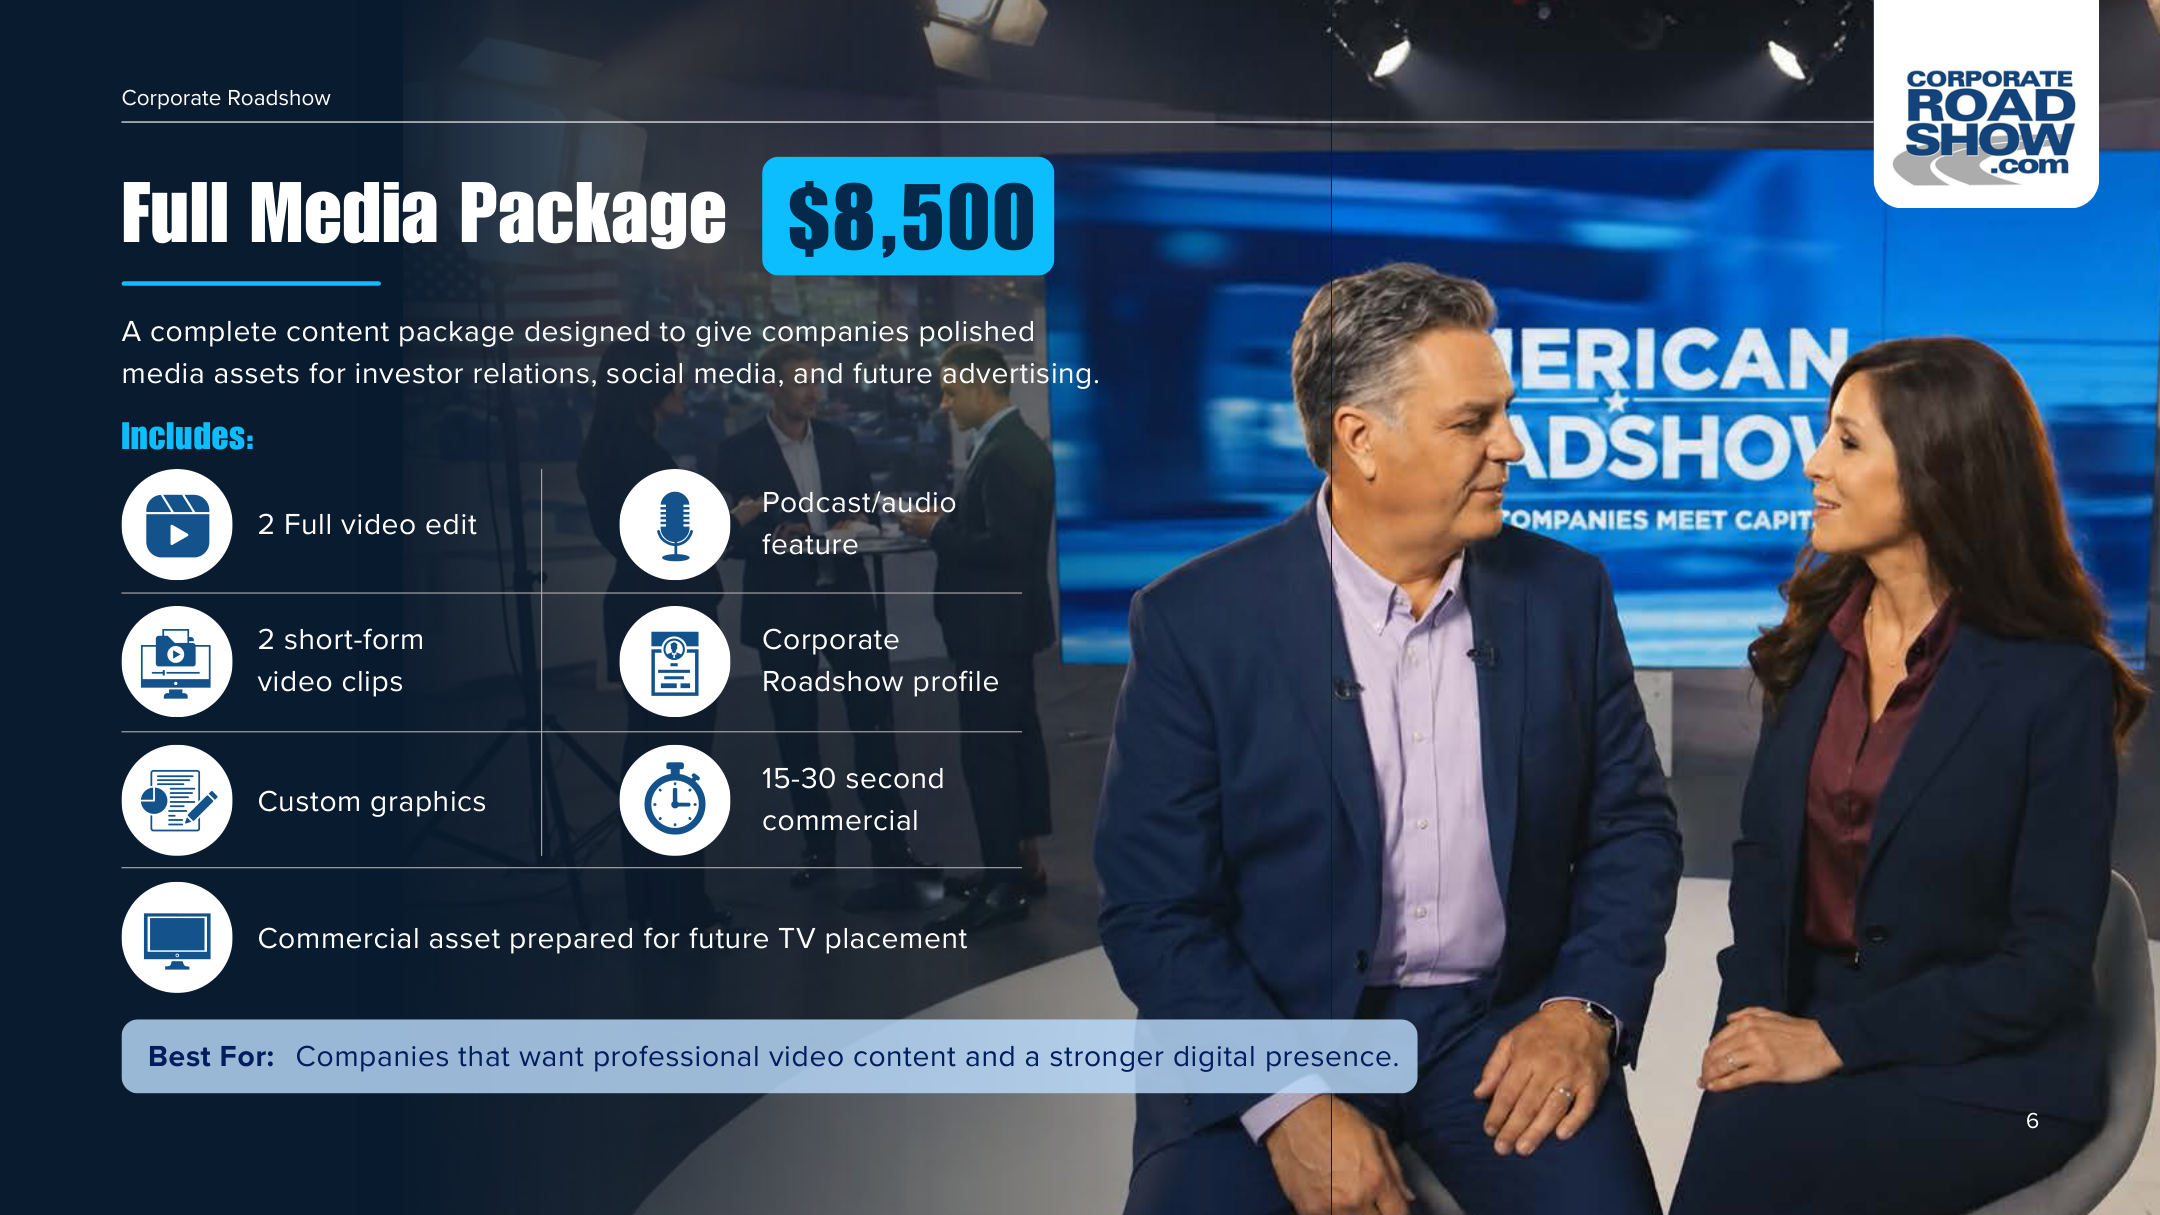 Corporate Roadshow
CORPORATE
ROAD
SHOW
.com
Full Media Package
$8,500
A complete content package designed to give companies polished
media assets for investor relations, social media, and future advertising.
Includes:
2 Full video edit
Podcast/audio
feature
2 short-form
video clips
Corporate
Roadshow profile
Custom graphics
15-30 second
commercial
Commercial asset prepared for future TV placement
Best For: Companies that want professional video content and a stronger digital presence.
ERICAN
ADSHOW
COMPANIES MEET CAPIT
6